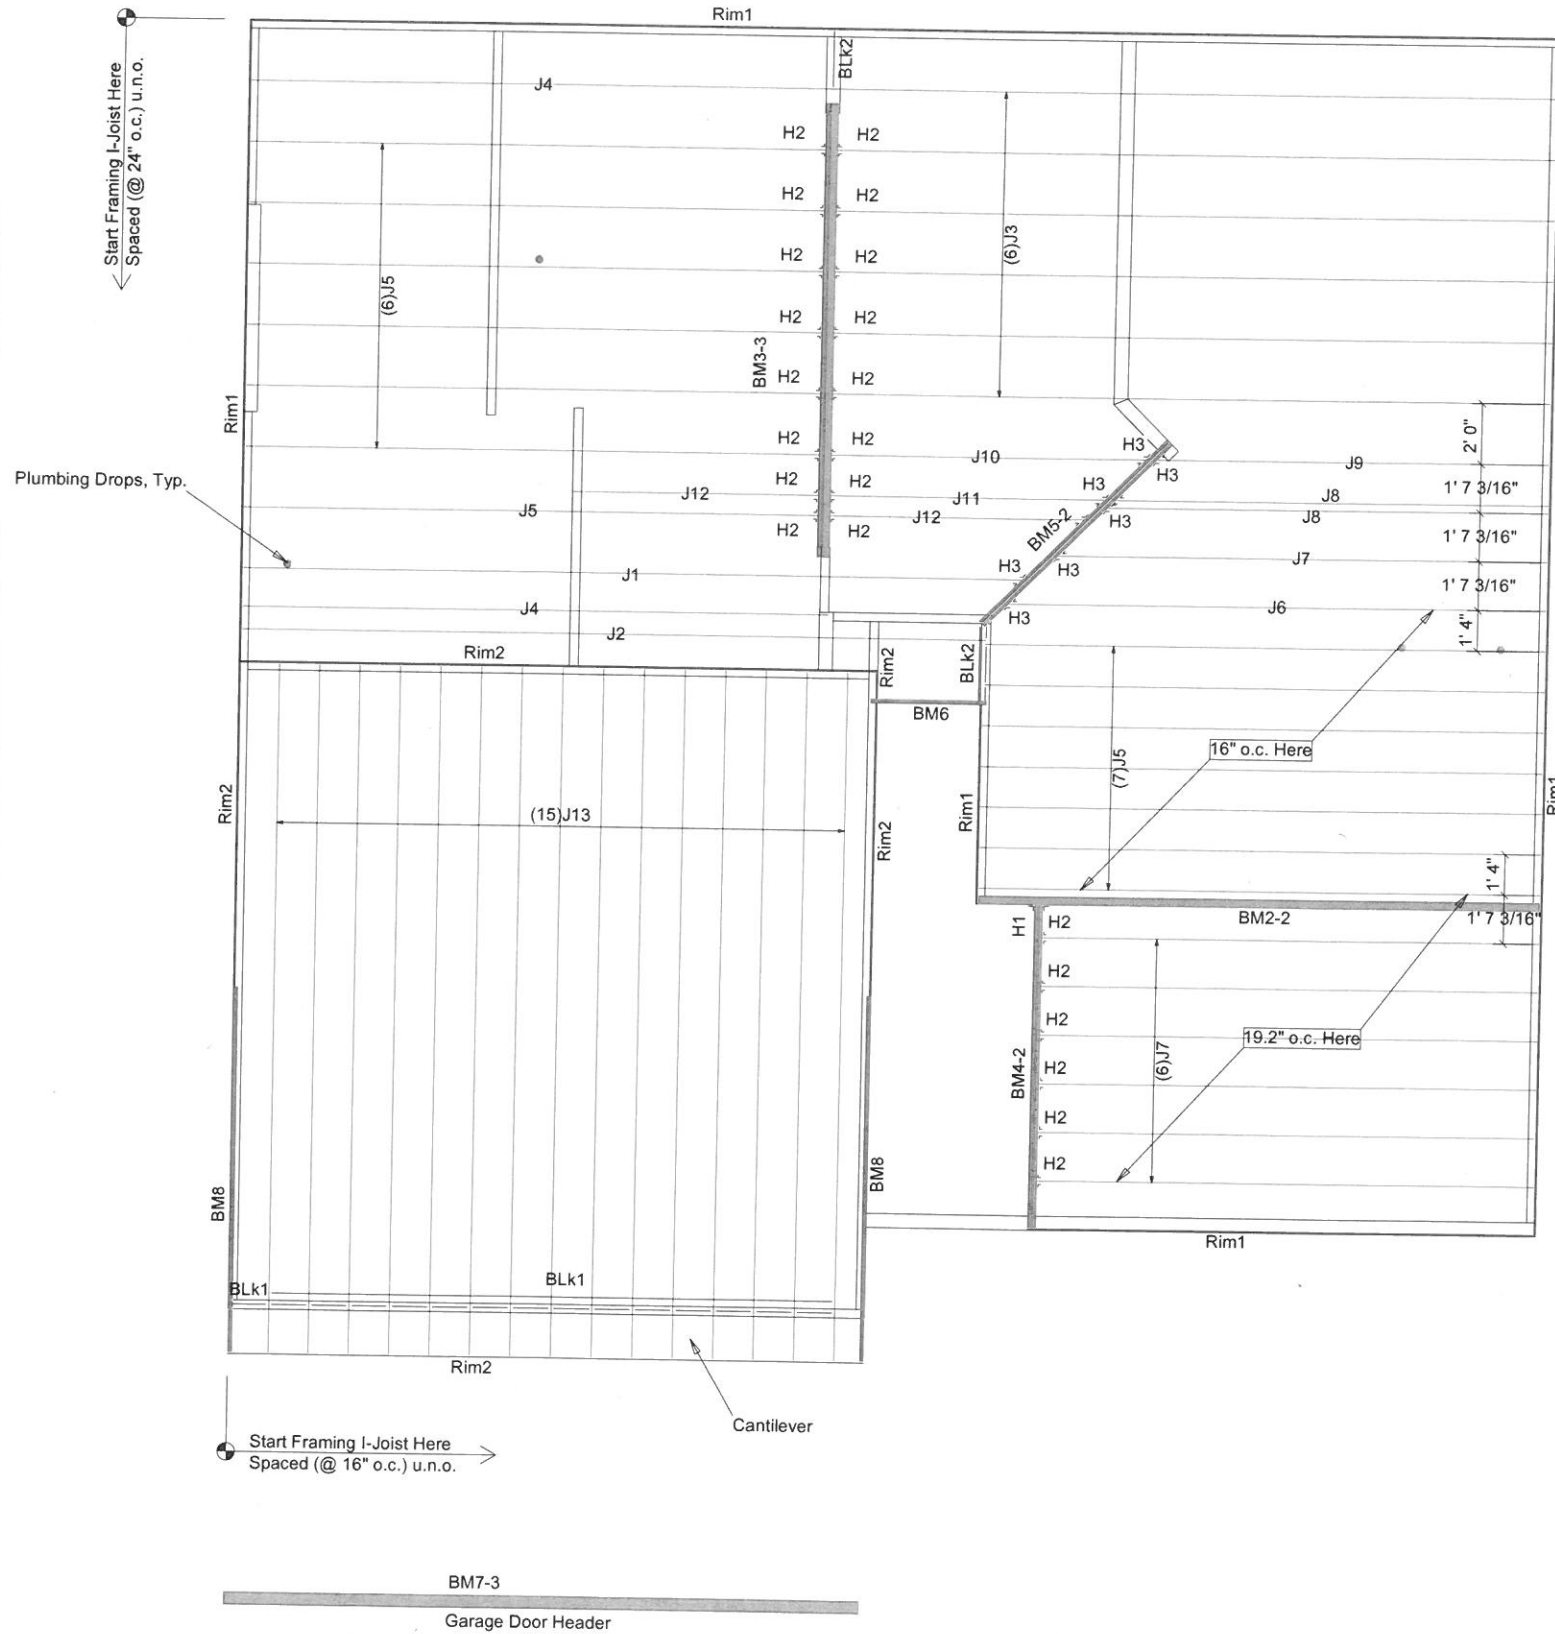 Rim1
Start Framing I-Joist Here
Spaced (@ 24" o.c.) u.n.o.
BLk2
J4
H2
H2
H2
H2
(6)J3
H2
H2
(6)J5
H2
H2
BM3-3
H2
H2
Rim1
2' 0"
H2
H2
H3
J10
J9
H3
Plumbing Drops, Typ.
H2
H2
H3
J12
J11
J8
1' 7 3/16"
J5
J12
J8
H3
BM5-2
H2
H2
1' 7 3/16"
J7
H3
H3
J1
1' 7 3/16"
J4
J6
H3
J2
1' 4"
Rim2
Rim2
BLk2
BM6
16" o.c. Here
(7)J5
Rim2
(15)J13
Rim2
Rim1
Rim1
1' 4"
BM2-2
1' 7 3/16"
H1
H2
H2
H2
19.2" o.c. Here
(6)J7
BM4-2
H2
H2
H2
BM8
BM8
Rim1
BLk1
BLk1
Rim2
Cantilever
Start Framing I-Joist Here
Spaced (@ 16" o.c.) u.n.o.
BM7-3
Garage Door Header